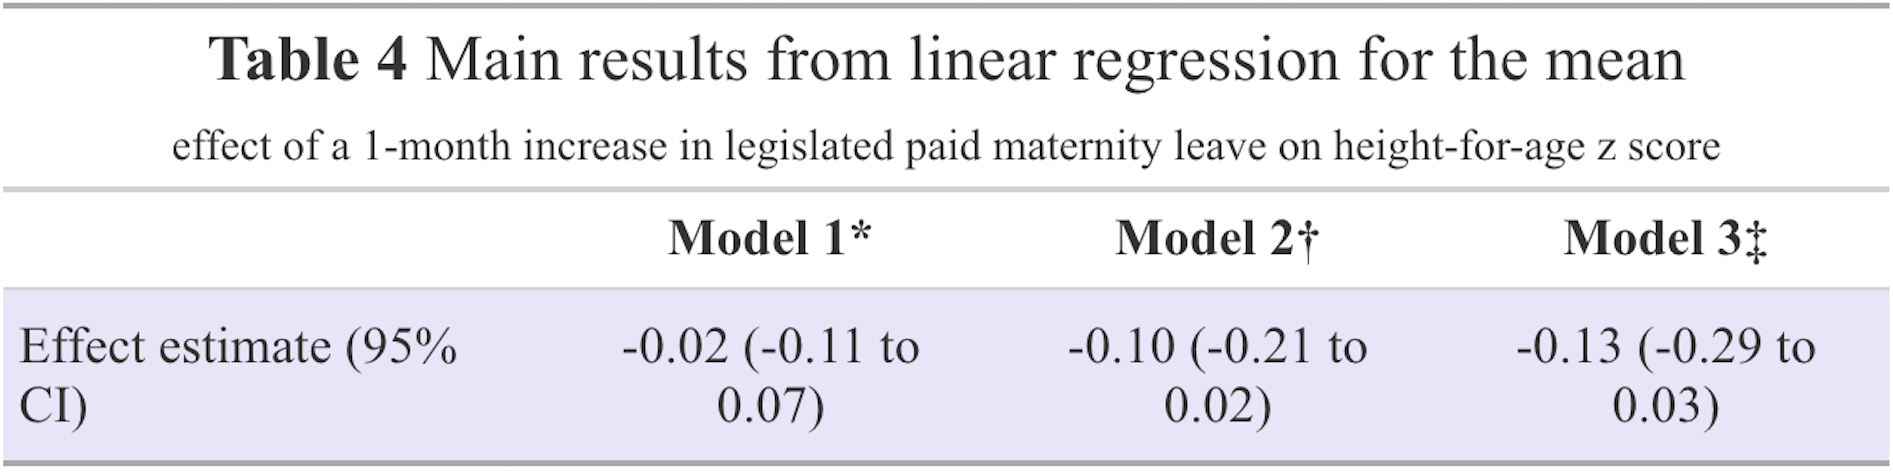 Table 4 Main results from linear regression for the mean
effect of a 1-month increase in legislated paid maternity leave on height-for-age z score
Model 1* Model 2† Model 3‡
Effect estimate (95% -0.02 (-0.11 to -0.10 (-0.21 to -0.13 (-0.29 to
CI) 0.07) 0.02) 0.03)